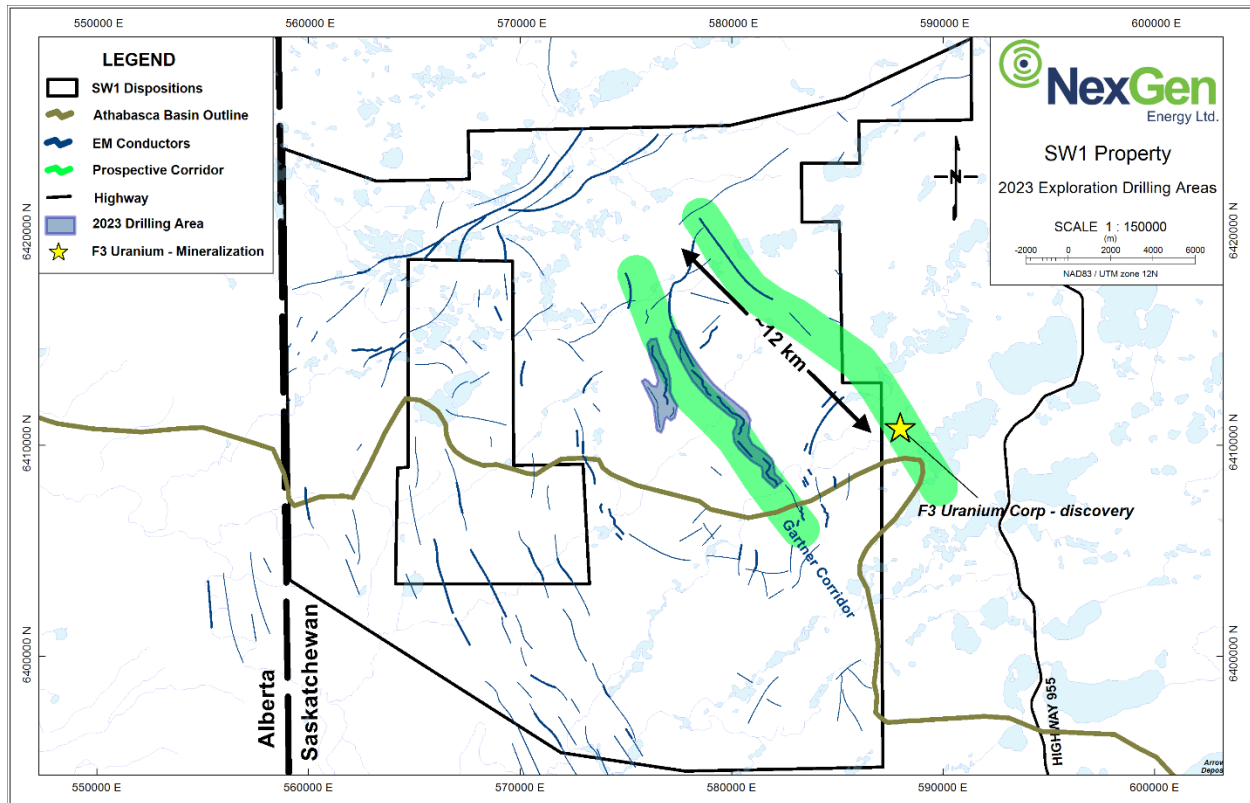 550000 E 560000 E 570000 E 580000 E 590000 E 600000 E
LEGEND
SW1 Dispositions
Athabasca Basin Outline
EM Conductors
Prospective Corridor
Highway
2023 Drilling Area
F3 Uranium - Mineralization
NexGen
Energy Ltd.
SW1 Property
2023 Exploration Drilling Areas
N
SCALE 1 : 150000
(m)
-2000 0 2000 4000 6000
NAD83 / UTM zone 12N
6420000 N
6420000 N
~12 km
6410000 N
6410000 N
F3 Uranium Corp - discovery
Gartner Corridor
6400000 N
6400000 N
Alberta
Saskatchewan
HIGHWAY 955
Arrow
Depos
550000 E 560000 E 570000 E 580000 E 590000 E 600000 E